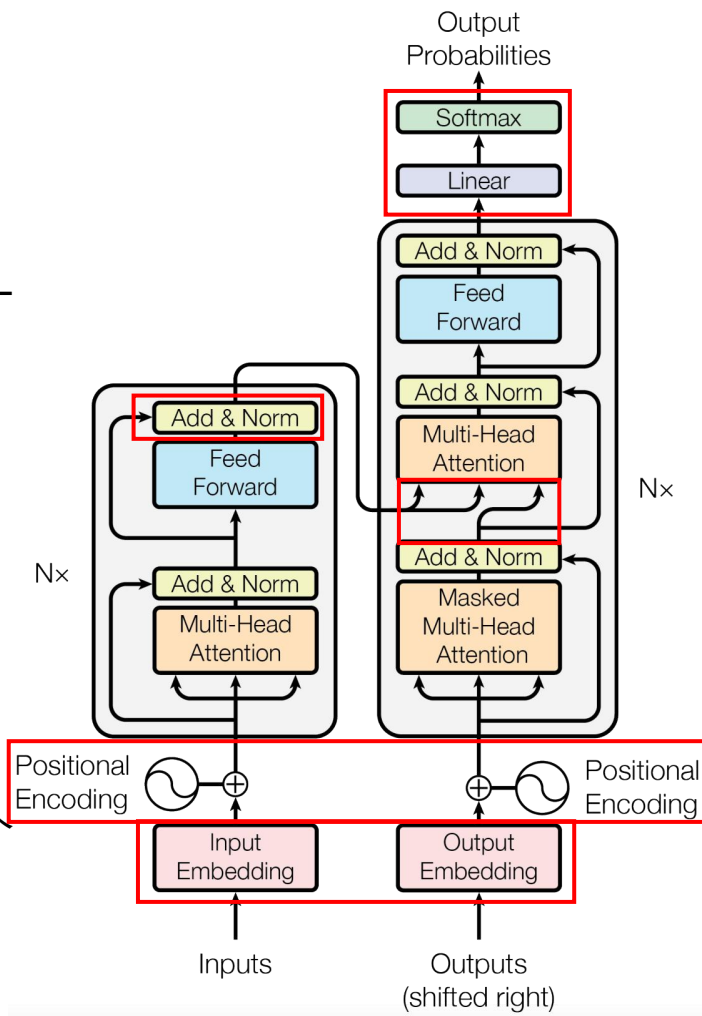 Output
Probabilities
Softmax
Linear
Add & Norm
Feed
Forward
Add & Norm
Multi-Head
Attention
Add & Norm
Masked
Multi-Head
Attention
N×
Add & Norm
Feed
Forward
Add & Norm
Multi-Head
Attention
N×
Positional
Encoding
Positional
Encoding
Input
Embedding
Output
Embedding
Inputs
Outputs
(shifted right)